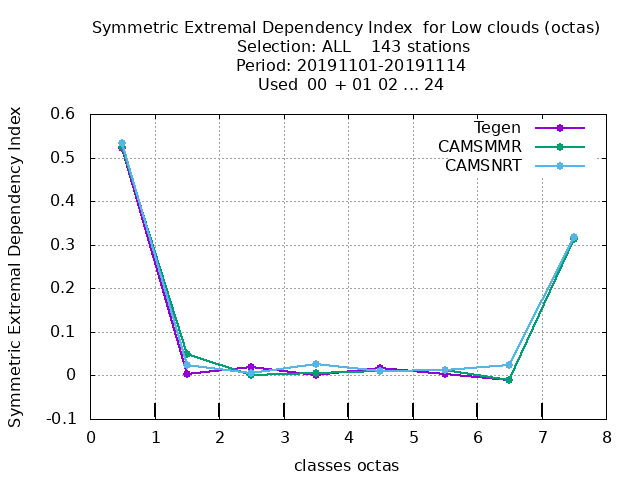 Symmetric Extremal Dependency Index  for Low clouds (octas)
Selection: ALL    143 stations
Period: 20191101-20191114
Used  00  + 01 02 ... 24
Symmetric Extremal Dependency Index
0.6
0.5
0.4
0.3
0.2
0.1
0
-0.1
Tegen
CAMSMMR
CAMSNRT
0 1 2 3 4 5 6 7 8
classes octas